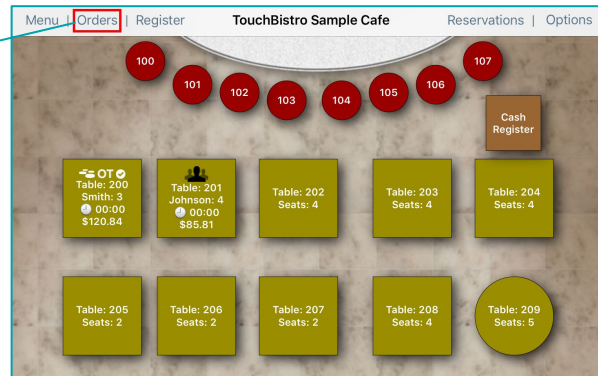 Menu | Orders | Register TouchBistro Sample Cafe Reservations | Options
100
107
101
102
103
104
105
106
Cash
Register
OT
Table: 200
Smith: 3
00:00
$120.84
Table: 201
Johnson: 4
00:00
$85.81
Table: 202
Seats: 4
Table: 203
Seats: 4
Table: 204
Seats: 4
Table: 205
Seats: 2
Table: 206
Seats: 2
Table: 207
Seats: 2
Table: 208
Seats: 4
Table: 209
Seats: 5